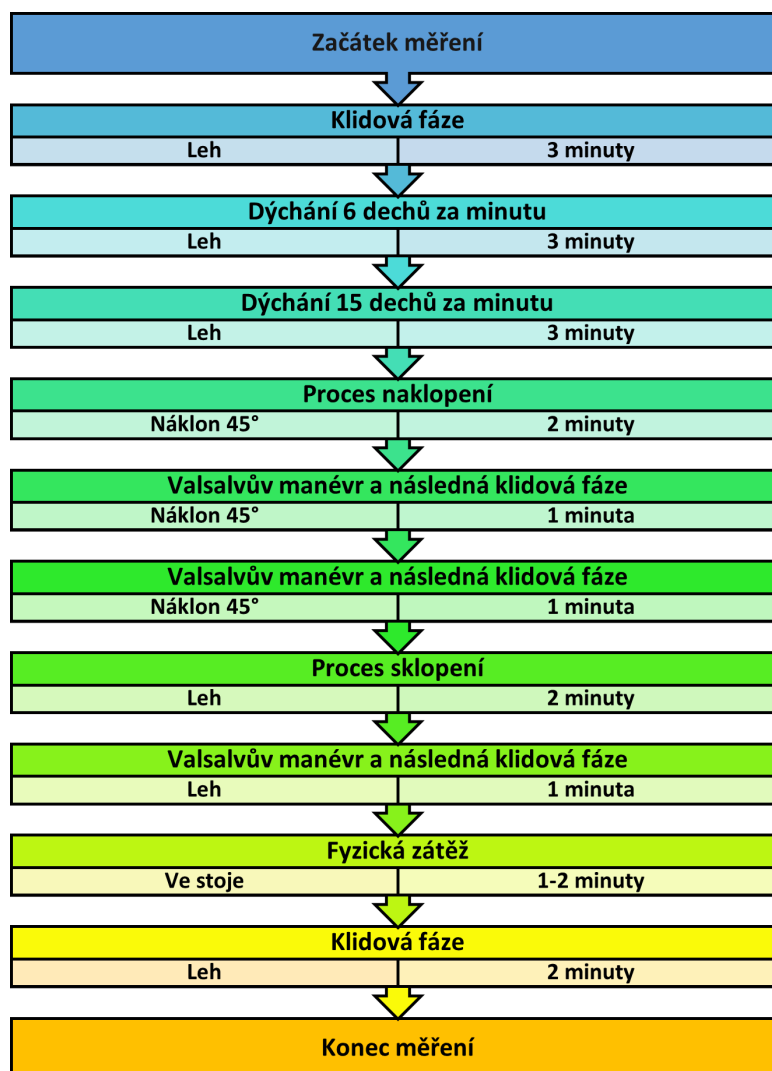 Začátek měření
Klidová fáze
Leh 3 minuty
Dýchání 6 dechů za minutu
Leh 3 minuty
Dýchání 15 dechů za minutu
Leh 3 minuty
Proces naklopení
Náklon 45° 2 minuty
Valsalvův manévr a následná klidová fáze
Náklon 45° 1 minuta
Valsalvův manévr a následná klidová fáze
Náklon 45° 1 minuta
Proces sklopení
Leh 2 minuty
Valsalvův manévr a následná klidová fáze
Leh 1 minuta
Fyzická zátěž
Ve stoje 1-2 minuty
Klidová fáze
Leh 2 minuty
Konec měření